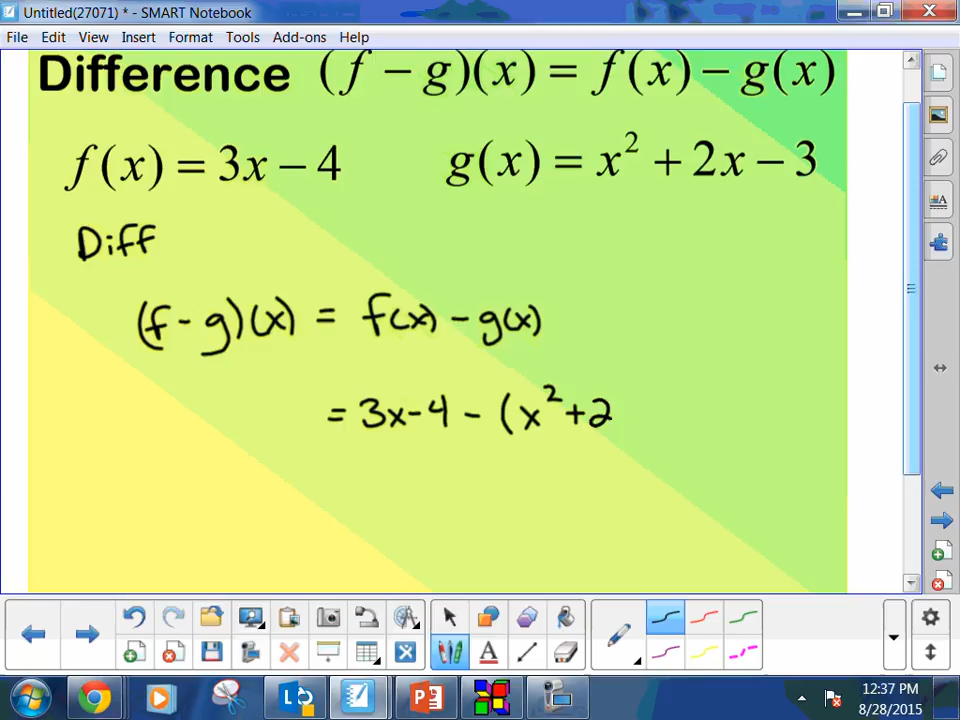 Untitled(27071) * - SMART Notebook
File Edit View Insert Format Tools Add-ons Help
Difference (f − g)(x) = f(x) − g(x)
f(x) = 3x − 4 g(x) = x² + 2x − 3
Diff
(f - g)(x) = f(x) - g(x)
= 3x - 4 - (x² + 2
12:37 PM
8/28/2015